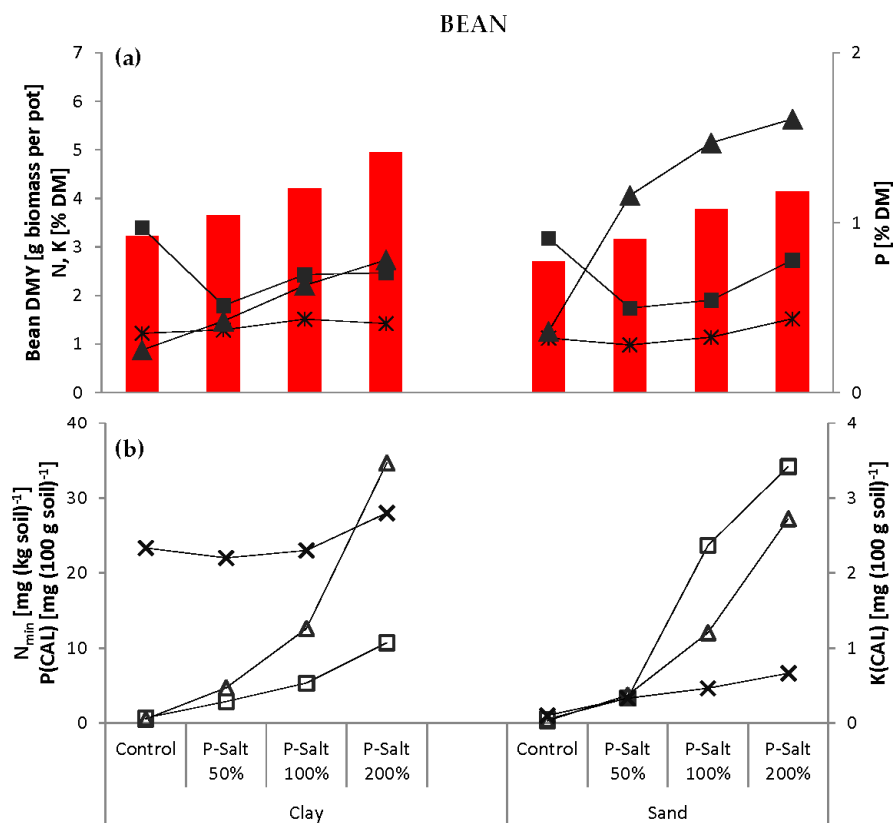 BEAN
(a)
Bean DMY [g biomass per pot]
N, K [% DM]
7
6
5
4
3
2
1
0
2
1
0
P [% DM]
(b)
N_min [mg (kg soil)^-1]
P(CAL) [mg (100 g soil)^-1]
40
30
20
10
0
4
3
2
1
0
K(CAL) [mg (100 g soil)^-1]
Control
P-Salt
50%
P-Salt
100%
P-Salt
200%
Control
P-Salt
50%
P-Salt
100%
P-Salt
200%
Clay
Sand